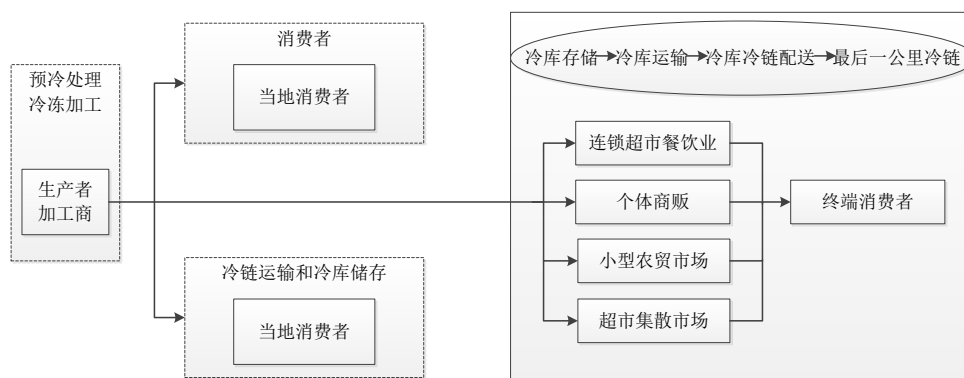 预冷处理
冷冻加工
生产者
加工商
消费者
当地消费者
冷链运输和冷库储存
当地消费者
冷库存储
冷库运输
冷库冷链配送
最后一公里冷链
连锁超市餐饮业
个体商贩
小型农贸市场
超市集散市场
终端消费者